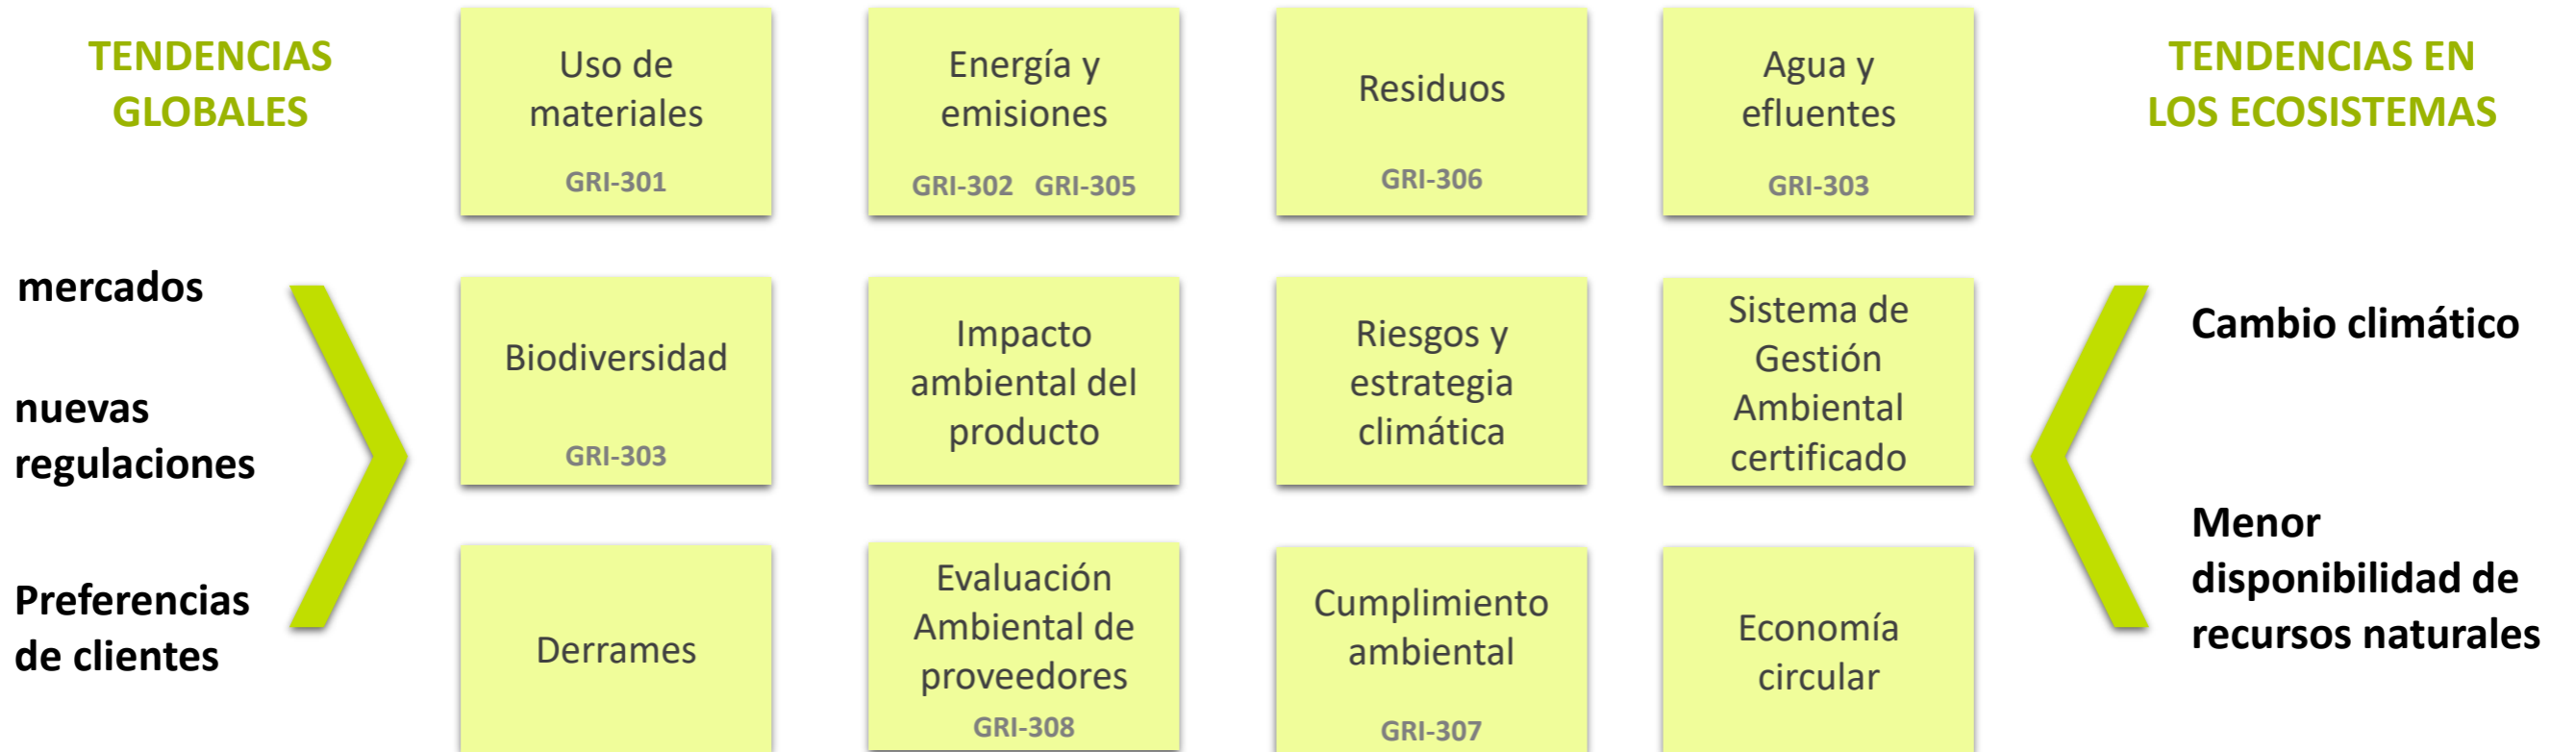 TENDENCIAS
GLOBALES
mercados
nuevas
regulaciones
Preferencias
de clientes
Uso de
materiales
GRI-301
Energía y
emisiones
GRI-302 GRI-305
Residuos
GRI-306
Agua y
efluentes
GRI-303
Biodiversidad
GRI-303
Impacto
ambiental del
producto
Riesgos y
estrategia
climática
Sistema de
Gestión
Ambiental
certificado
Derrames
Evaluación
Ambiental de
proveedores
GRI-308
Cumplimiento
ambiental
GRI-307
Economía
circular
TENDENCIAS EN
LOS ECOSISTEMAS
Cambio climático
Menor
disponibilidad de
recursos naturales